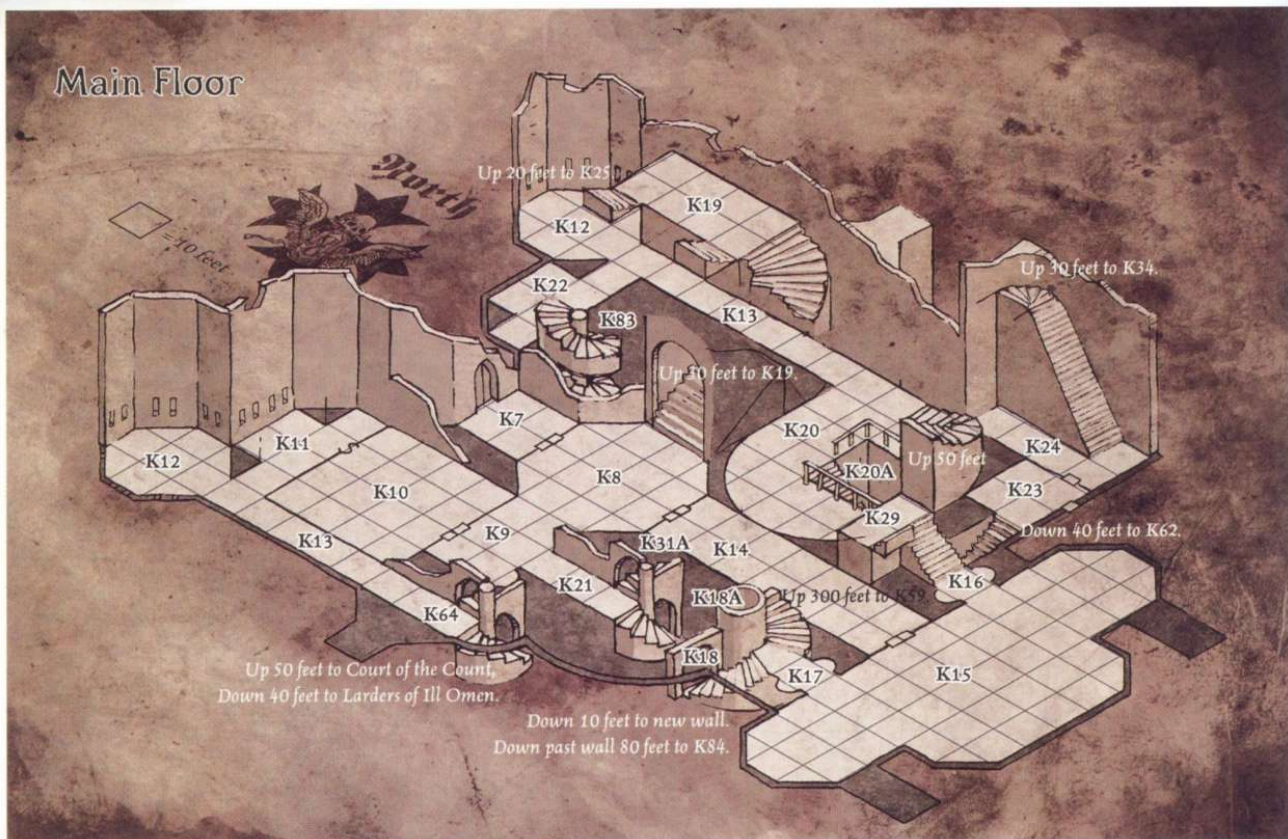 Main Floor
North
= 10 feet
Up 20 feet to K25.
K19
K12
Up 30 feet to K34.
K22
K83
K13
Up 30 feet to K19.
K7
K20
K24
Up 50 feet
K20A
K12
K11
K10
K8
K23
K29
K9
K31A
K14
Down 40 feet to K62.
K13
K21
K18A
Up 300 feet to K59.
K16
K64
K18
K17
K15
Up 50 feet to Court of the Count,
Down 40 feet to Larders of Ill Omen.
Down 10 feet to new wall.
Down past wall 80 feet to K84.